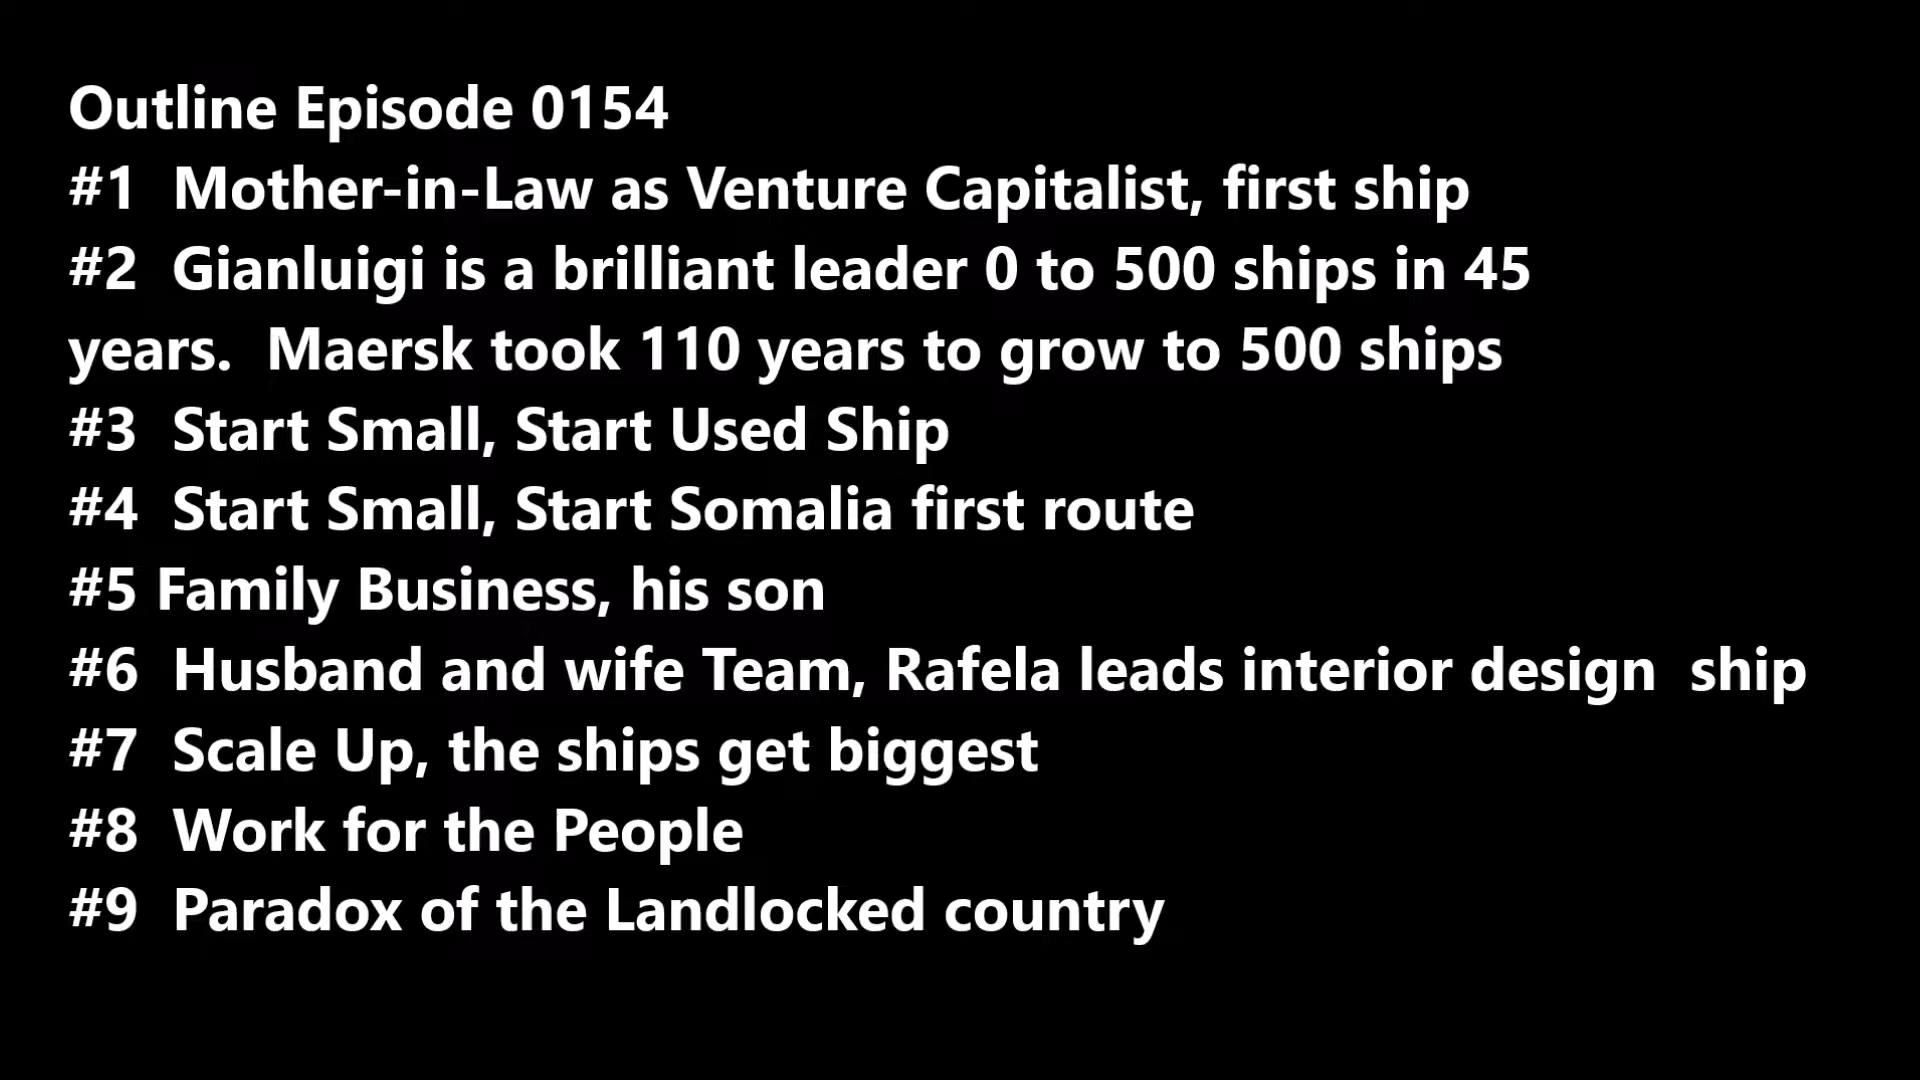 Outline Episode 0154
#1  Mother-in-Law as Venture Capitalist, first ship
#2  Gianluigi is a brilliant leader 0 to 500 ships in 45
years.  Maersk took 110 years to grow to 500 ships
#3  Start Small, Start Used Ship
#4  Start Small, Start Somalia first route
#5 Family Business, his son
#6  Husband and wife Team, Rafela leads interior design  ship
#7  Scale Up, the ships get biggest
#8  Work for the People
#9  Paradox of the Landlocked country